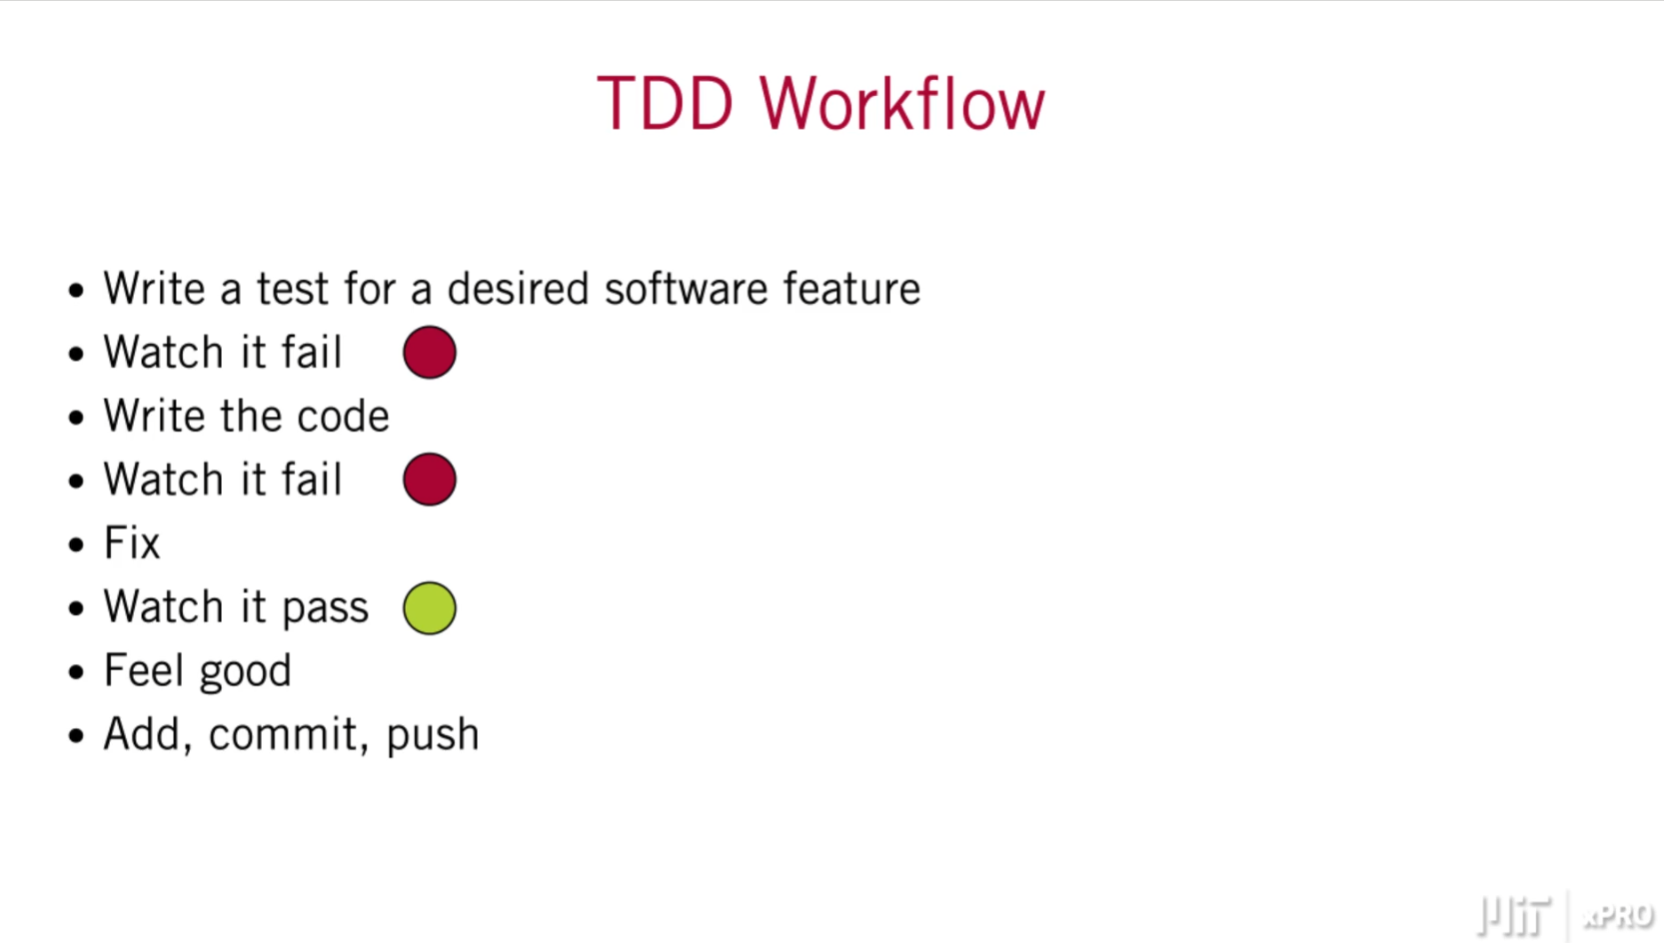 TDD Workflow
• Write a test for a desired software feature
• Watch it fail
• Write the code
• Watch it fail
• Fix
• Watch it pass
• Feel good
• Add, commit, push
MIT | xPRO